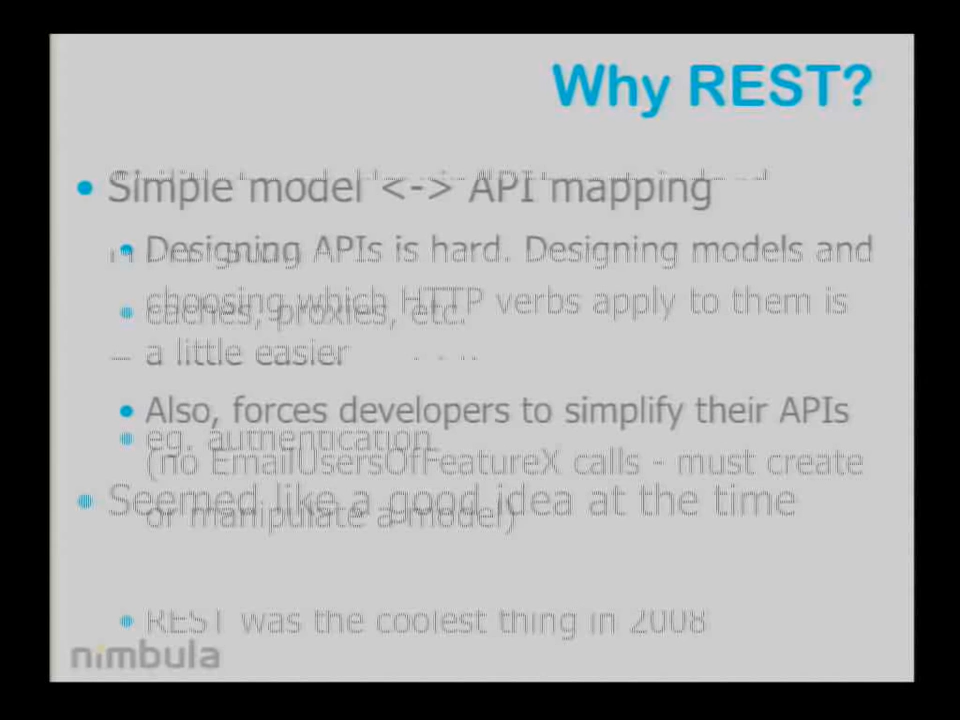 Why REST?
• Simple model <-> API mapping
• Designing APIs is hard. Designing models and
choosing which HTTP verbs apply to them is
• caches, proxies, etc.
a little easier
• Also, forces developers to simplify their APIs
• eg. authentication
(no EmailUsersOfFeatureX calls - must create
• Seemed like a good idea at the time
or manipulate a model)
• REST was the coolest thing in 2008
nimbula